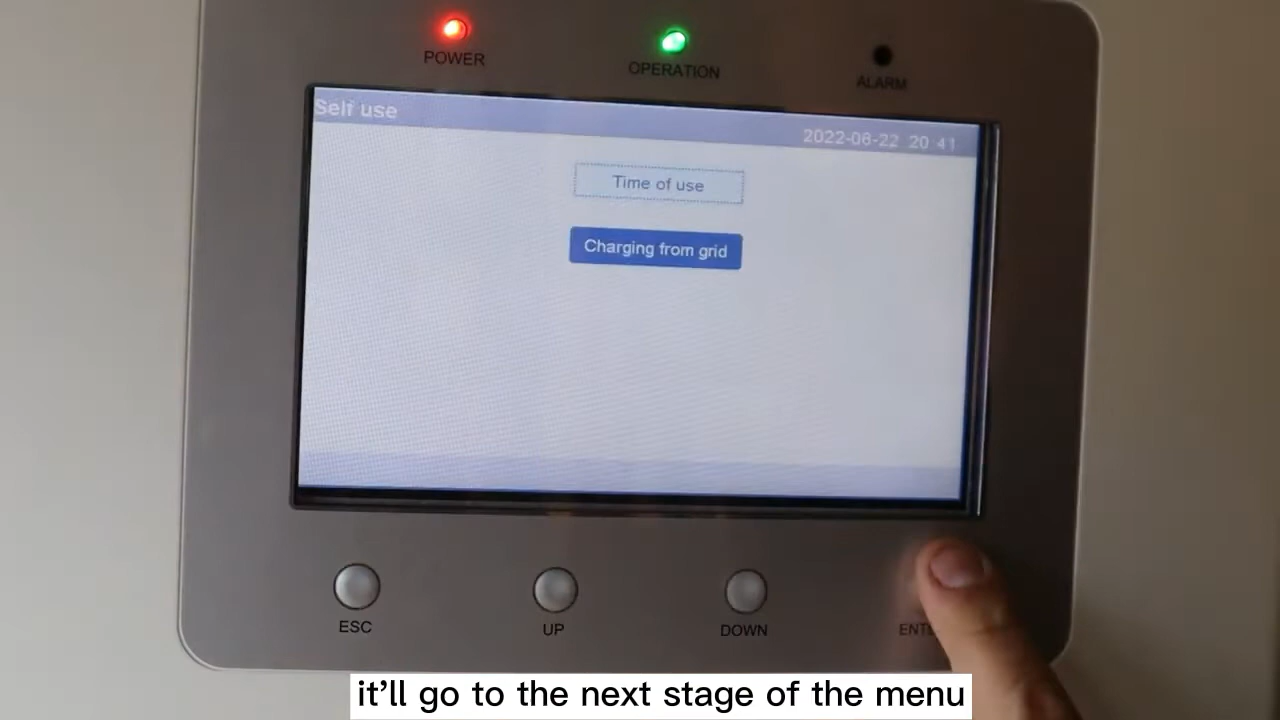 POWER
OPERATION
ALARM
Self use
2022-06-22 20:41
Time of use
Charging from grid
ESC
UP
DOWN
it’ll go to the next stage of the menu